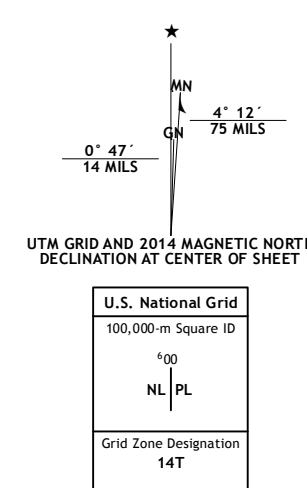 ★
MN
GN
4° 12´
75 MILS
0° 47´
14 MILS
UTM GRID AND 2014 MAGNETIC NORTH
DECLINATION AT CENTER OF SHEET
U.S. National Grid
100,000-m Square ID
⁶00
NL PL
Grid Zone Designation
14T